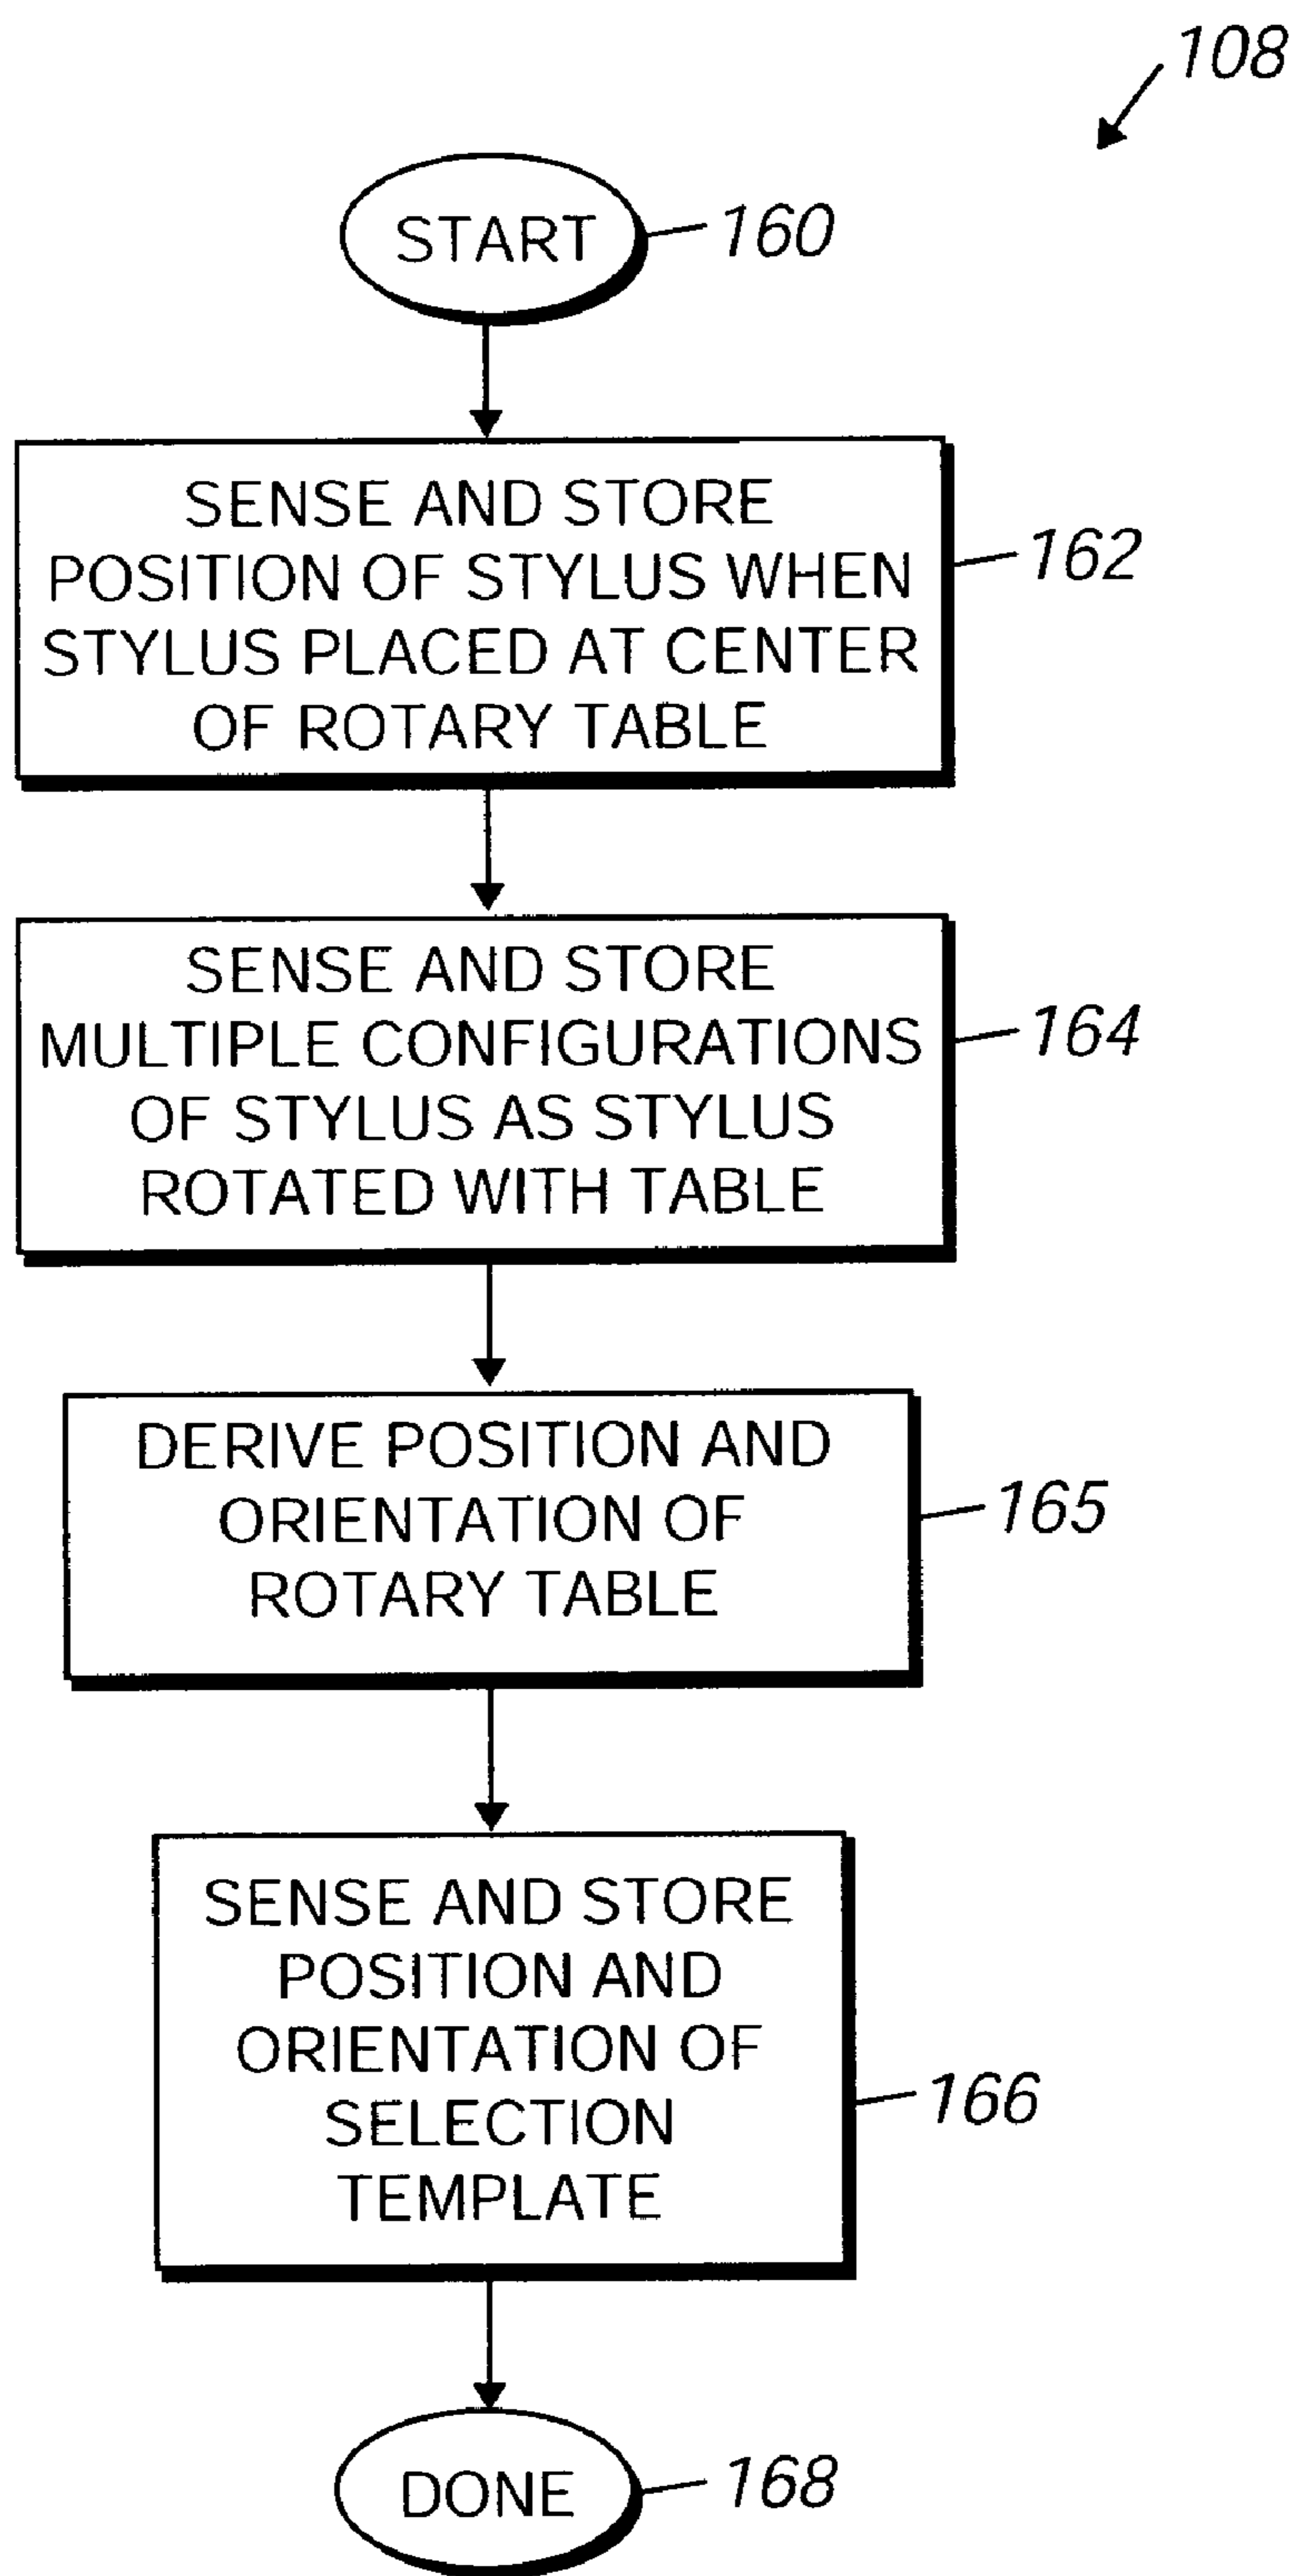 108
START
160
SENSE AND STORE
POSITION OF STYLUS WHEN
STYLUS PLACED AT CENTER
OF ROTARY TABLE
162
SENSE AND STORE
MULTIPLE CONFIGURATIONS
OF STYLUS AS STYLUS
ROTATED WITH TABLE
164
DERIVE POSITION AND
ORIENTATION OF
ROTARY TABLE
165
SENSE AND STORE
POSITION AND
ORIENTATION OF
SELECTION
TEMPLATE
166
DONE
168